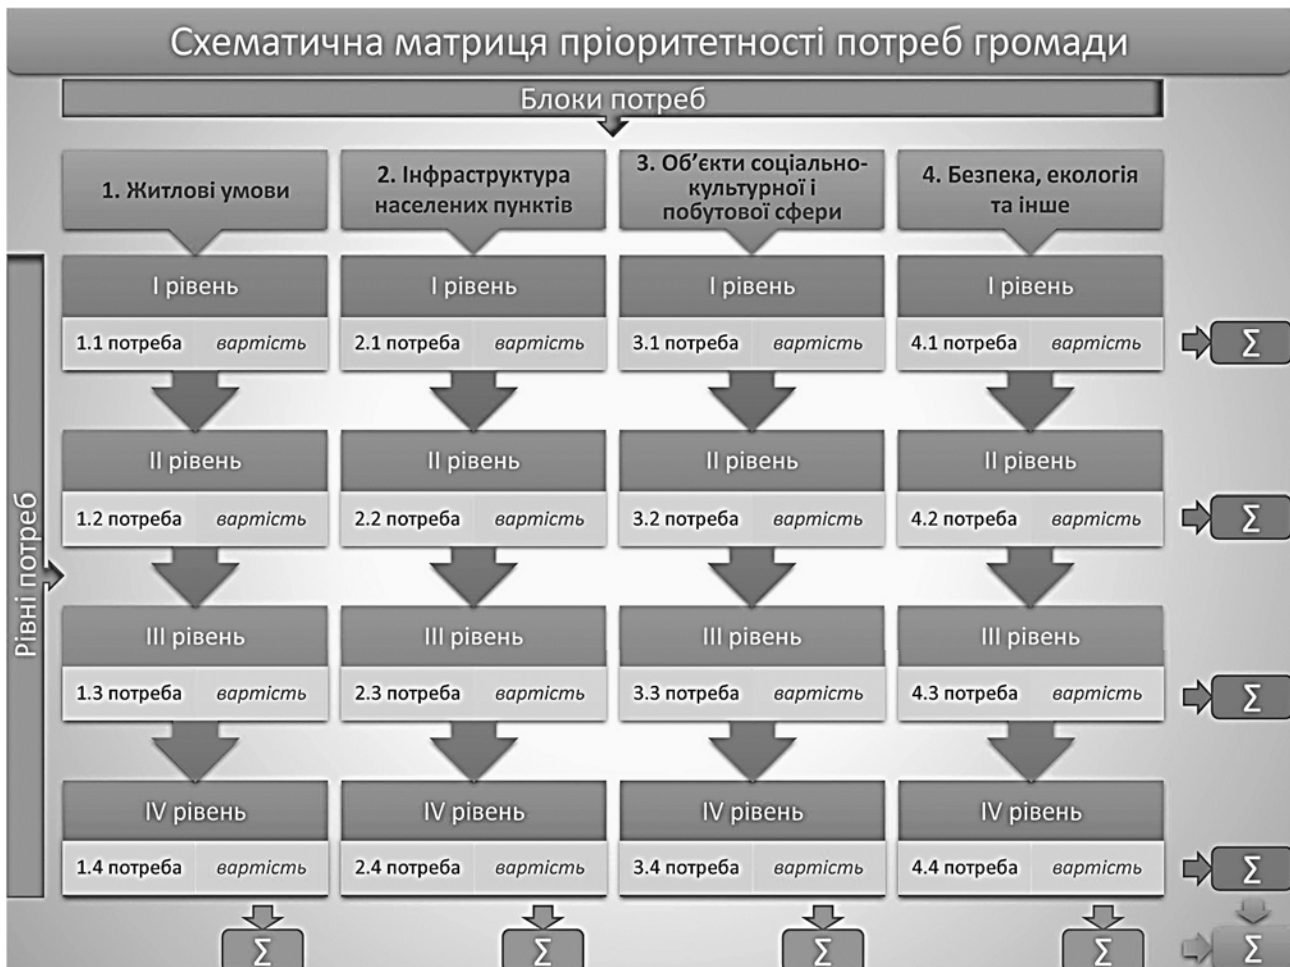 Схематична матриця пріоритетності потреб громади
Блоки потреб
1. Житлові умови
2. Інфраструктура
населених пунктів
3. Об’єкти соціально-
культурної і
побутової сфери
4. Безпека, екологія
та інше
Рівні потреб
I рівень
I рівень
I рівень
I рівень
1.1 потреба вартість
2.1 потреба вартість
3.1 потреба вартість
4.1 потреба вартість
Σ
II рівень
II рівень
II рівень
II рівень
1.2 потреба вартість
2.2 потреба вартість
3.2 потреба вартість
4.2 потреба вартість
Σ
III рівень
III рівень
III рівень
III рівень
1.3 потреба вартість
2.3 потреба вартість
3.3 потреба вартість
4.3 потреба вартість
Σ
IV рівень
IV рівень
IV рівень
IV рівень
1.4 потреба вартість
2.4 потреба вартість
3.4 потреба вартість
4.4 потреба вартість
Σ
Σ
Σ
Σ
Σ
Σ